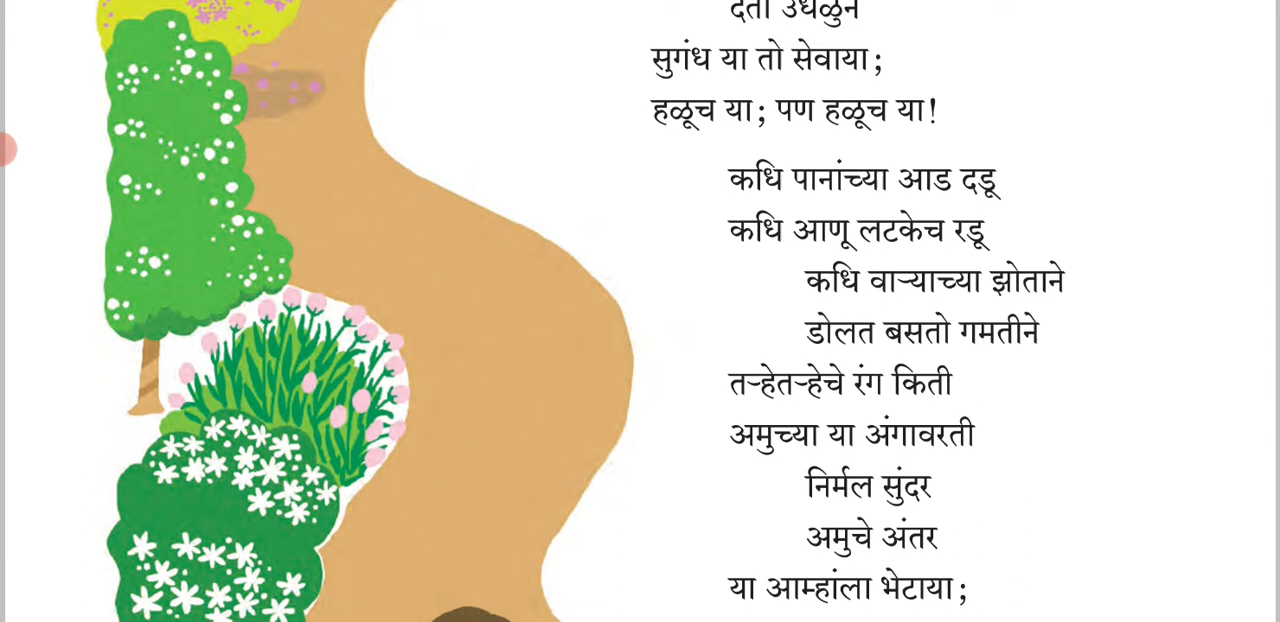 देतो उधळुन
सुगंध या तो सेवाया;
हळूच या; पण हळूच या!
कधि पानांच्या आड दडू
कधि आणू लटकेच रडू
कधि वाऱ्याच्या झोताने
डोलत बसतो गमतीने
तऱ्हेतऱ्हेचे रंग किती
अमुच्या या अंगावरती
निर्मल सुंदर
अमुचे अंतर
या आम्हांला भेटाया;